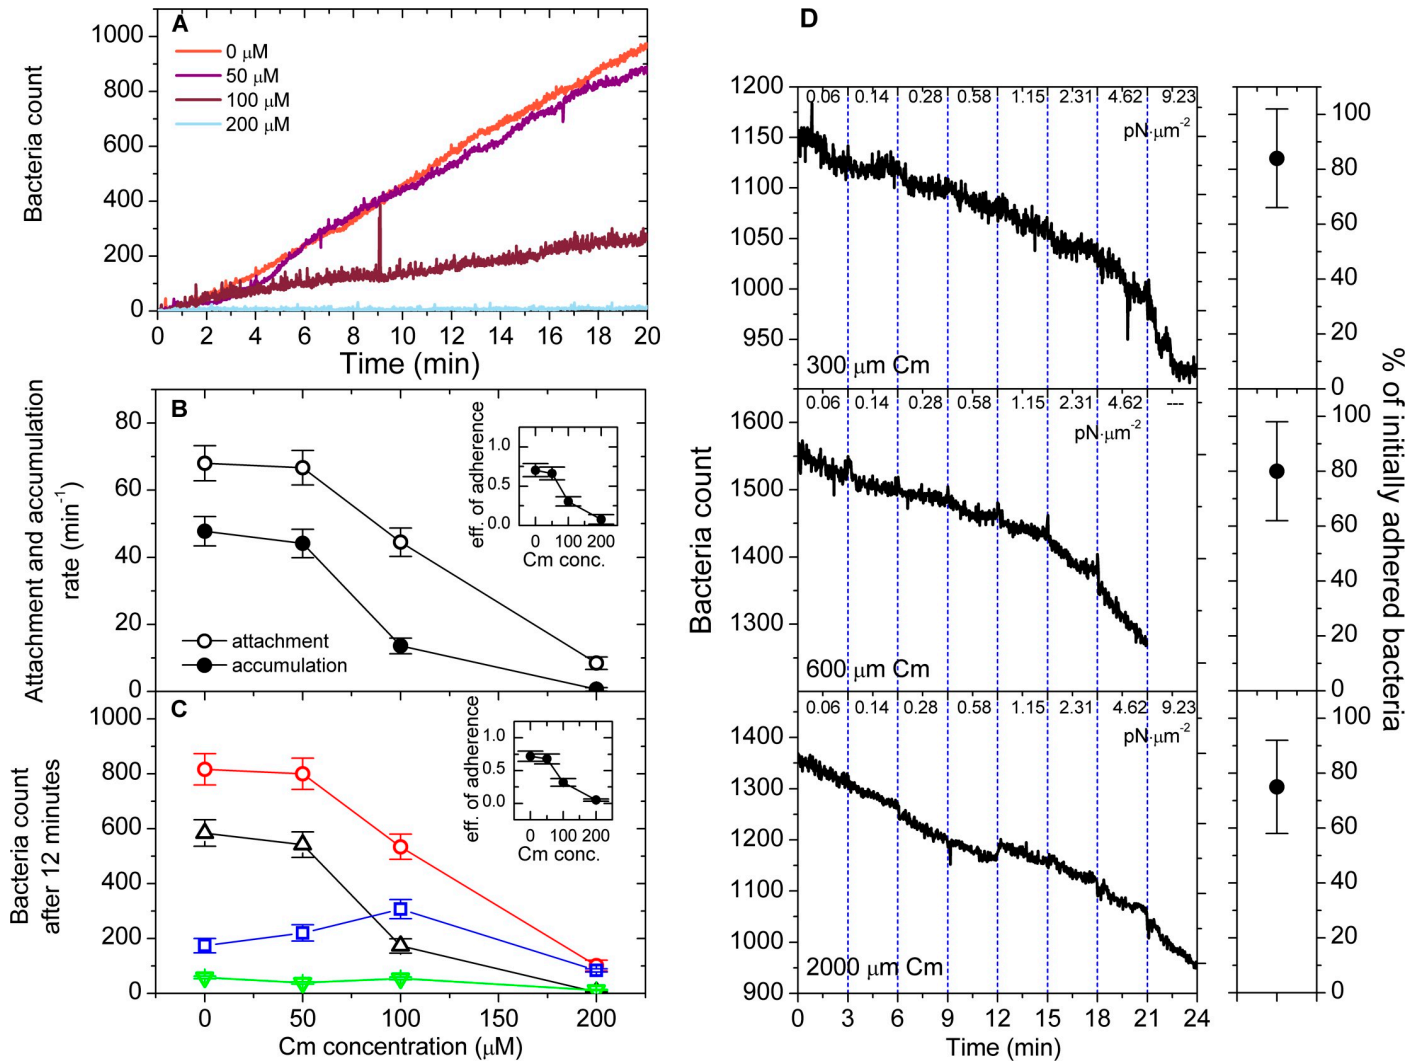 A
1000
800
600
400
200
0
Bacteria count
0 μM
50 μM
100 μM
200 μM
0 2 4 6 8 10 12 14 16 18 20
Time (min)
B
80
60
40
20
0
Attachment and accumulation
rate (min⁻¹)
attachment
accumulation
eff. of adherence
1.0
0.5
0.0
0 100 200
Cm conc.
C
1000
800
600
400
200
0
Bacteria count
after 12 minutes
eff. of adherence
1.0
0.5
0.0
0 100 200
Cm conc.
0 50 100 150 200
Cm concentration (μM)
D
1200
1150
1100
1050
1000
950
0.06 0.14 0.28 0.58 1.15 2.31 4.62 9.23
pN·μm⁻²
300 μm Cm
100
80
60
40
20
0
1600
1500
1400
1300
0.06 0.14 0.28 0.58 1.15 2.31 4.62 ---
pN·μm⁻²
600 μm Cm
100
80
60
40
20
0
1400
1300
1200
1100
1000
900
0.06 0.14 0.28 0.58 1.15 2.31 4.62 9.23
pN·μm⁻²
2000 μm Cm
100
80
60
40
20
0
Bacteria count
% of initially adhered bacteria
0 3 6 9 12 15 18 21 24
Time (min)